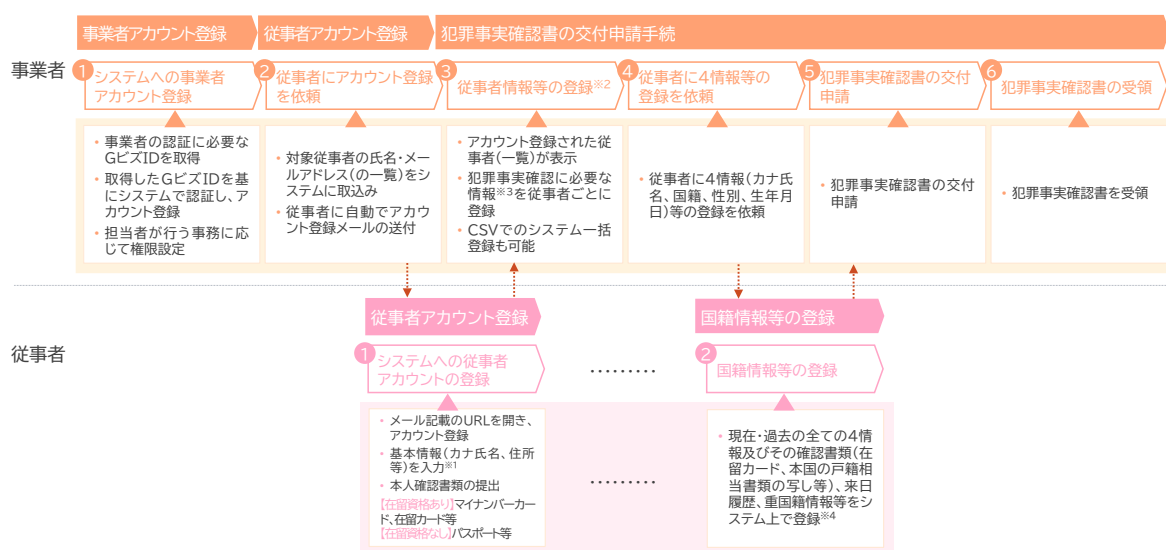 事業者アカウント登録
従事者アカウント登録
犯罪事実確認書の交付申請手続
事業者
1
システムへの事業者
アカウント登録
2
従事者にアカウント登録
を依頼
3
従事者情報等の登録※2
4
従事者に4情報等の
登録を依頼
5
犯罪事実確認書の交付
申請
6
犯罪事実確認書の受領
• 事業者の認証に必要な
GビズIDを取得
• 取得したGビズIDを基
にシステムで認証し、ア
カウント登録
• 担当者が行う事務に応
じて権限設定
• 対象従事者の氏名・メー
ルアドレス(の一覧)をシ
ステムに取込み
• 従事者に自動でアカウ
ント登録メールの送付
• アカウント登録された従
事者(一覧)が表示
• 犯罪事実確認に必要な
情報※3を従事者ごとに
登録
• CSVでのシステム一括
登録も可能
• 従事者に4情報(カナ氏
名、国籍、性別、生年月
日)等の登録を依頼
• 犯罪事実確認書の交付
申請
• 犯罪事実確認書を受領
従事者アカウント登録
国籍情報等の登録
従事者
1
システムへの従事者
アカウントの登録
………
2
国籍情報等の登録
• メール記載のURLを開き、
アカウント登録
• 基本情報(カナ氏名、住所
等)を入力※1
• 本人確認書類の提出
【在留資格あり】マイナンバーカー
ド、在留カード等
【在留資格なし】パスポート等
………
• 現在・過去の全ての4情
報及びその確認書類(在
留カード、本国の戸籍相
当書類の写し等)、来日
履歴、重国籍情報等をシ
ステム上で登録※4